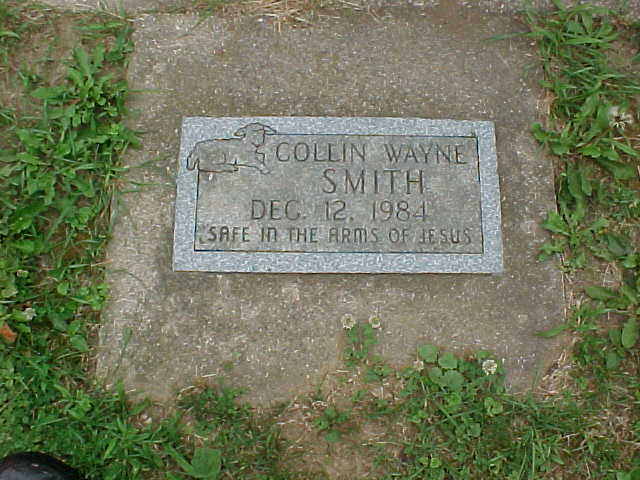 COLLIN WAYNE
SMITH
DEC. 12, 1984
SAFE IN THE ARMS OF JESUS